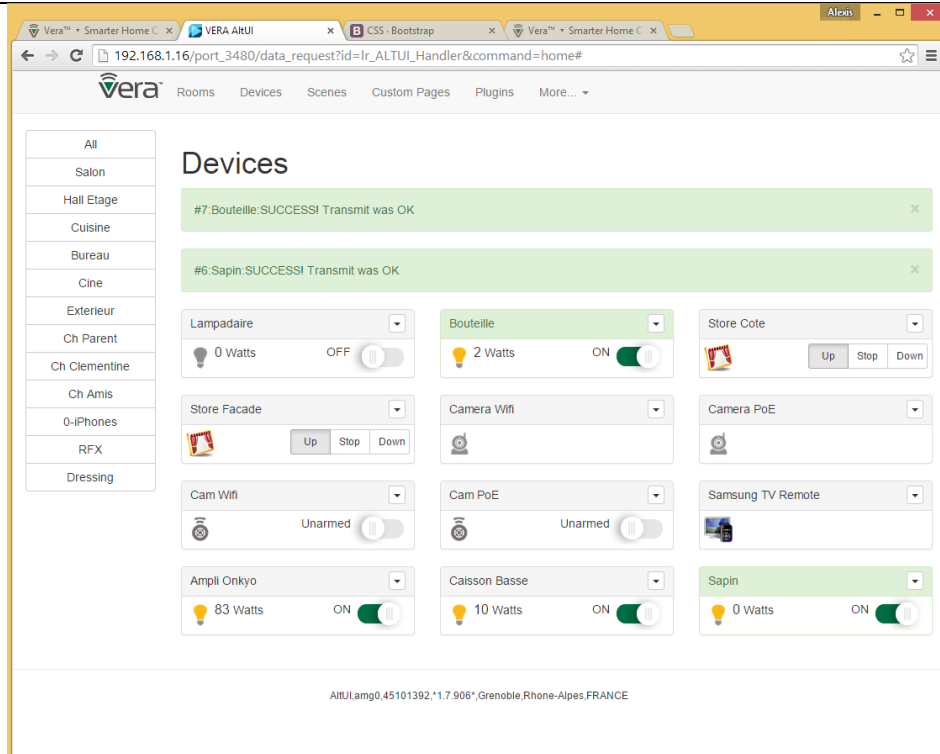 Alexis
Vera™ • Smarter Home C
VERA AltUI
CSS · Bootstrap
Vera™ • Smarter Home C
192.168.1.16/port_3480/data_request?id=lr_ALTUI_Handler&command=home#
vera™ Rooms Devices Scenes Custom Pages Plugins More...
All
Salon
Hall Etage
Cuisine
Bureau
Cine
Exterieur
Ch Parent
Ch Clementine
Ch Amis
0-iPhones
RFX
Dressing
Devices
#7:Bouteille:SUCCESS! Transmit was OK
#6:Sapin:SUCCESS! Transmit was OK
Lampadaire
0 Watts OFF
Bouteille
2 Watts ON
Store Cote
Up Stop Down
Store Facade
Up Stop Down
Camera Wifi
Camera PoE
Cam Wifi
Unarmed
Cam PoE
Unarmed
Samsung TV Remote
Ampli Onkyo
83 Watts ON
Caisson Basse
10 Watts ON
Sapin
0 Watts ON
AltUI,amg0,45101392,*1.7.906*,Grenoble,Rhone-Alpes,FRANCE